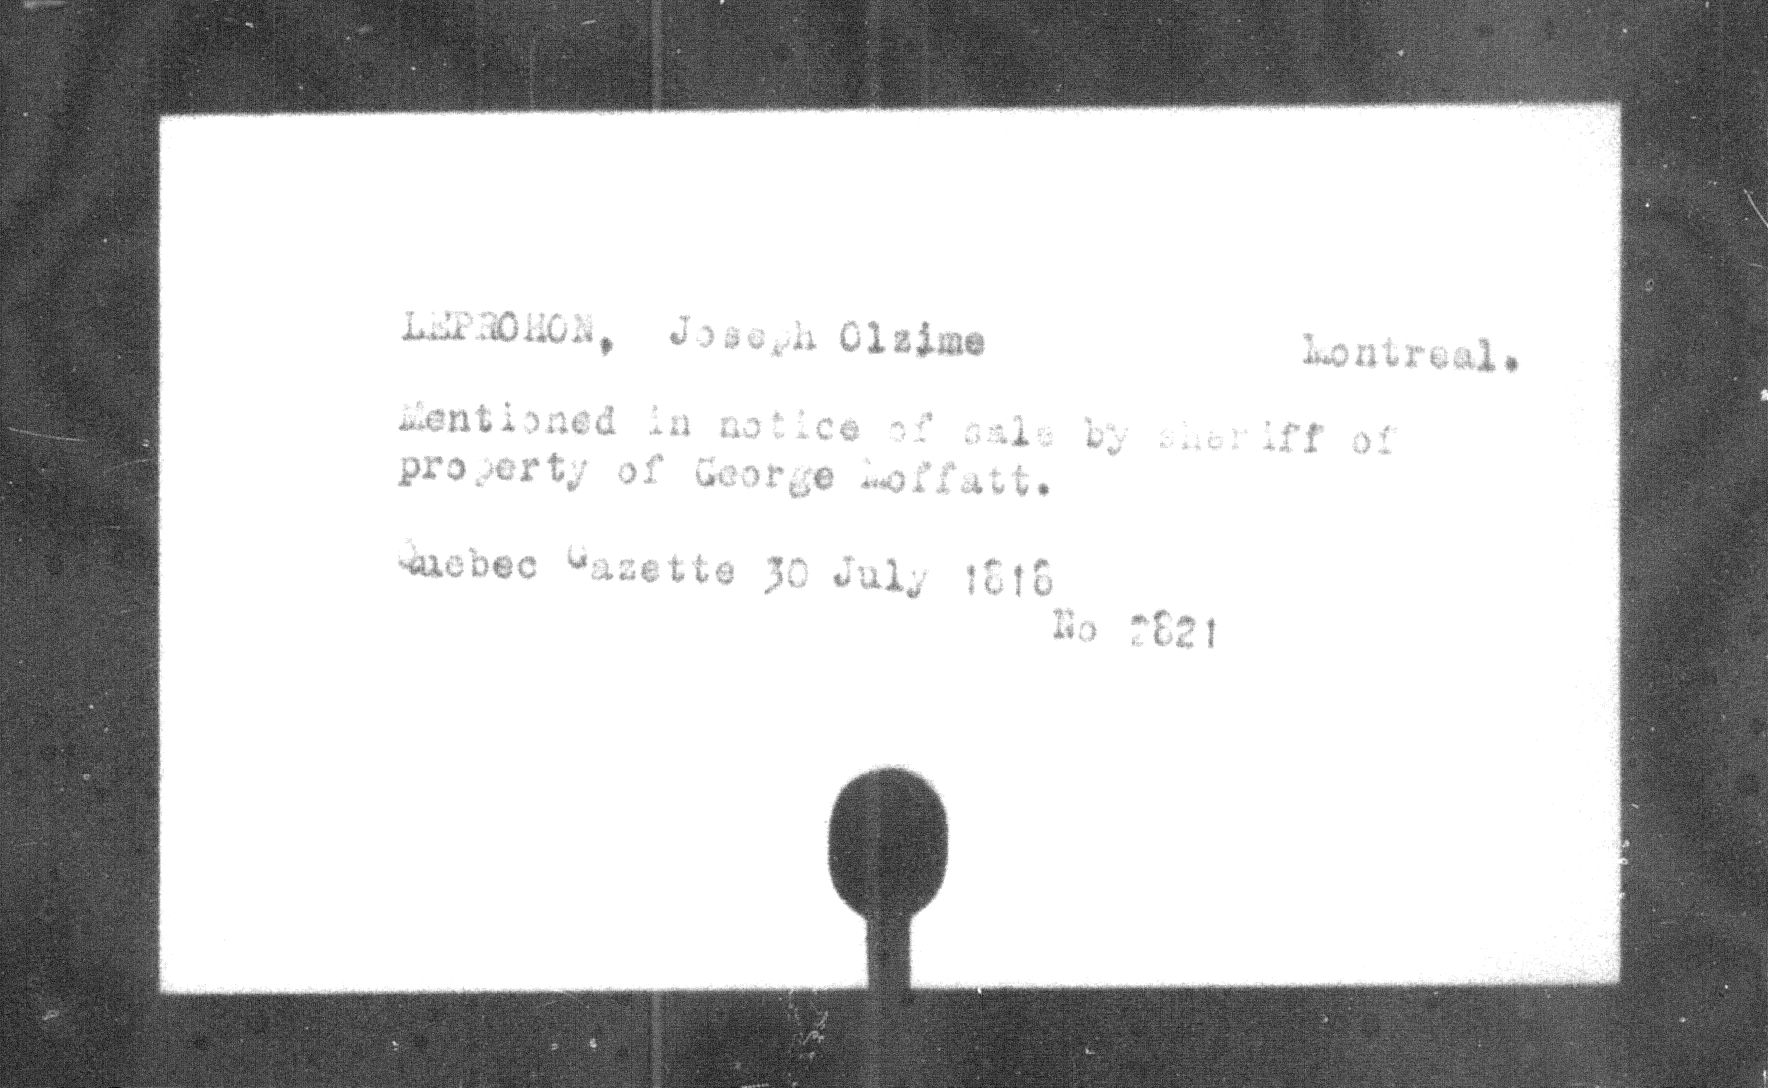 LEPROHON, Joseph Olzime Montreal.
Mentioned in notice of sale by sheriff of
property of George Moffatt.
Quebec Gazette 30 July 1818
No 2821